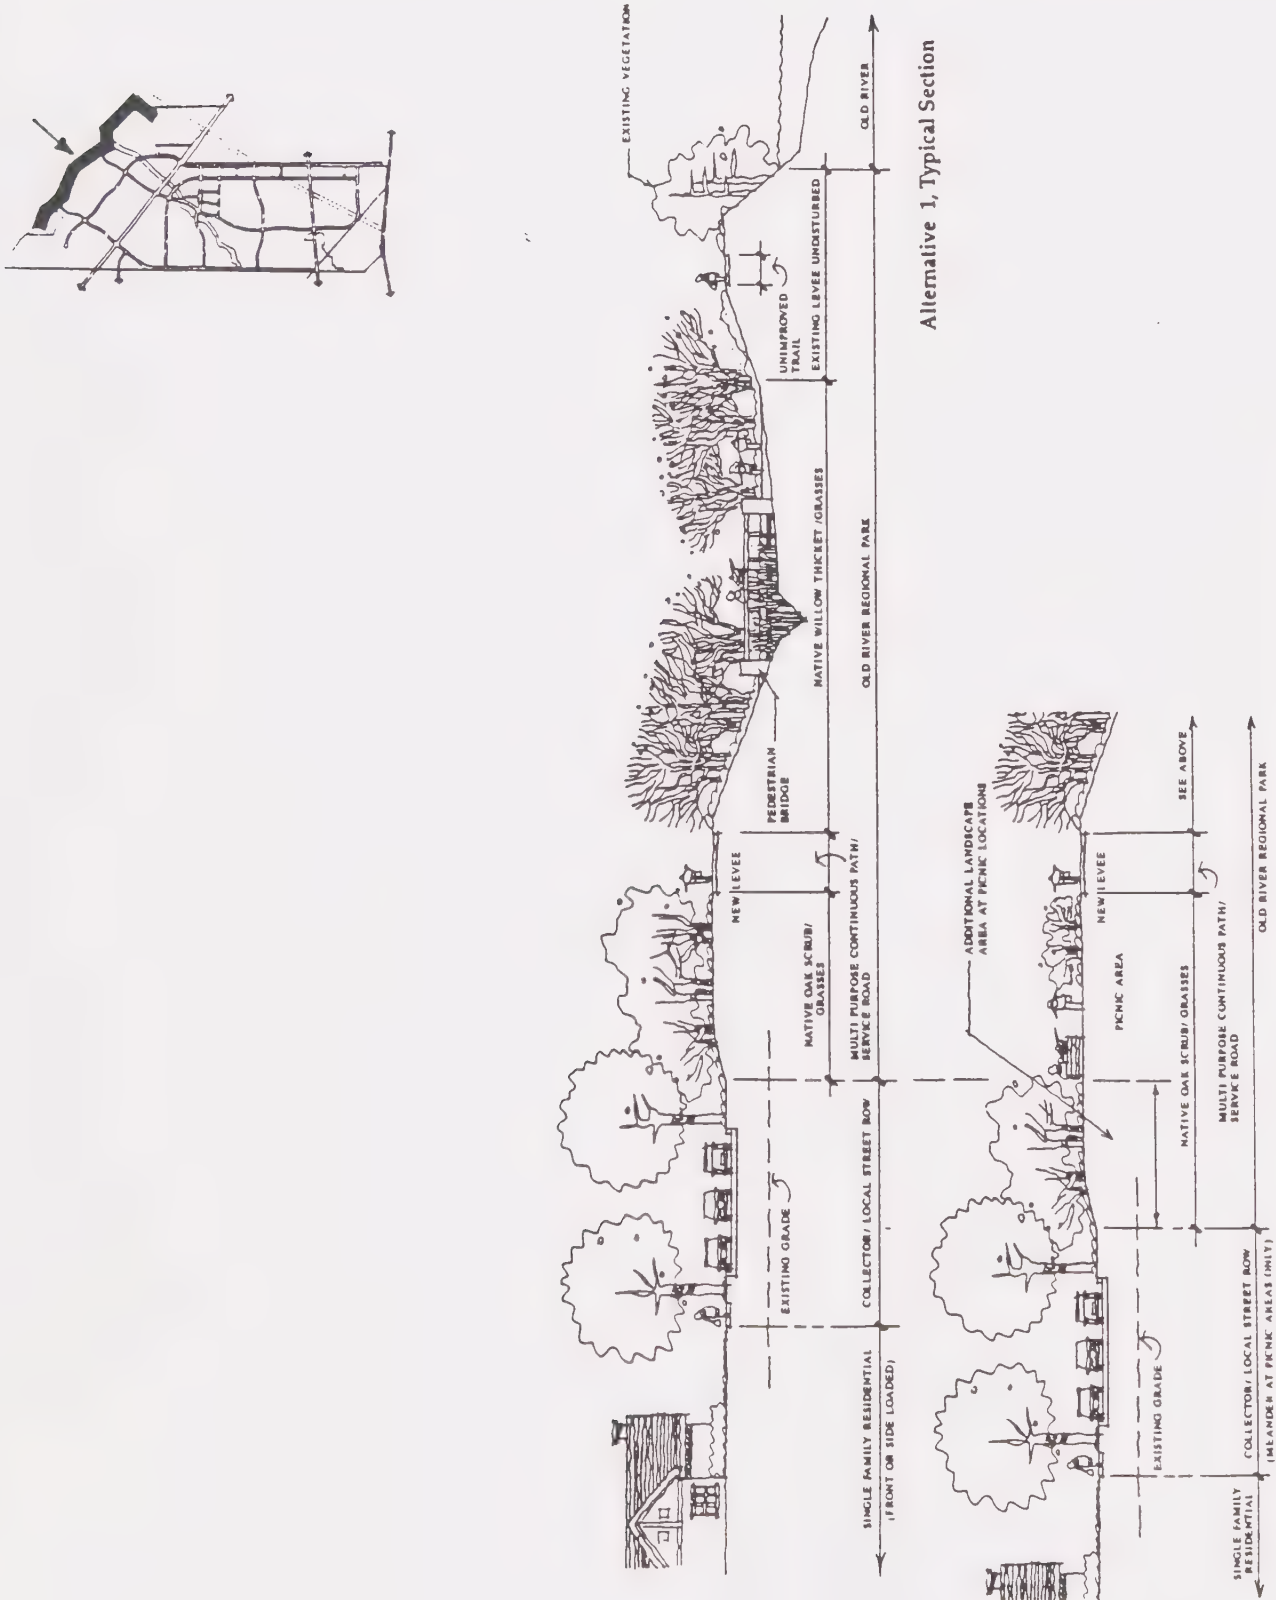 EXISTING VEGETATION
UNIMPROVED
TRAIL
PEDESTRIAN
BRIDGE
NEW LEVEE
EXISTING GRADE
EXISTING LEVEE UNDISTURBED
NATIVE WILLOW THICKET/GRASSES
NATIVE OAK SCRUB/
GRASSES
MULTI PURPOSE CONTINUOUS PATH/
SERVICE ROAD
SINGLE FAMILY RESIDENTIAL
(FRONT OR SIDE LOADED)
COLLECTOR/ LOCAL STREET ROW
OLD RIVER REGIONAL PARK
OLD RIVER
Alternative 1, Typical Section
ADDITIONAL LANDSCAPE
AREA AT PICNIC LOCATIONS
NEW LEVEE
PICNIC AREA
EXISTING GRADE
NATIVE OAK SCRUB/ GRASSES
SEE ABOVE
MULTI PURPOSE CONTINUOUS PATH/
SERVICE ROAD
SINGLE FAMILY
RESIDENTIAL
COLLECTOR/ LOCAL STREET ROW
(MEANDER AT PICNIC AREAS ONLY)
OLD RIVER REGIONAL PARK